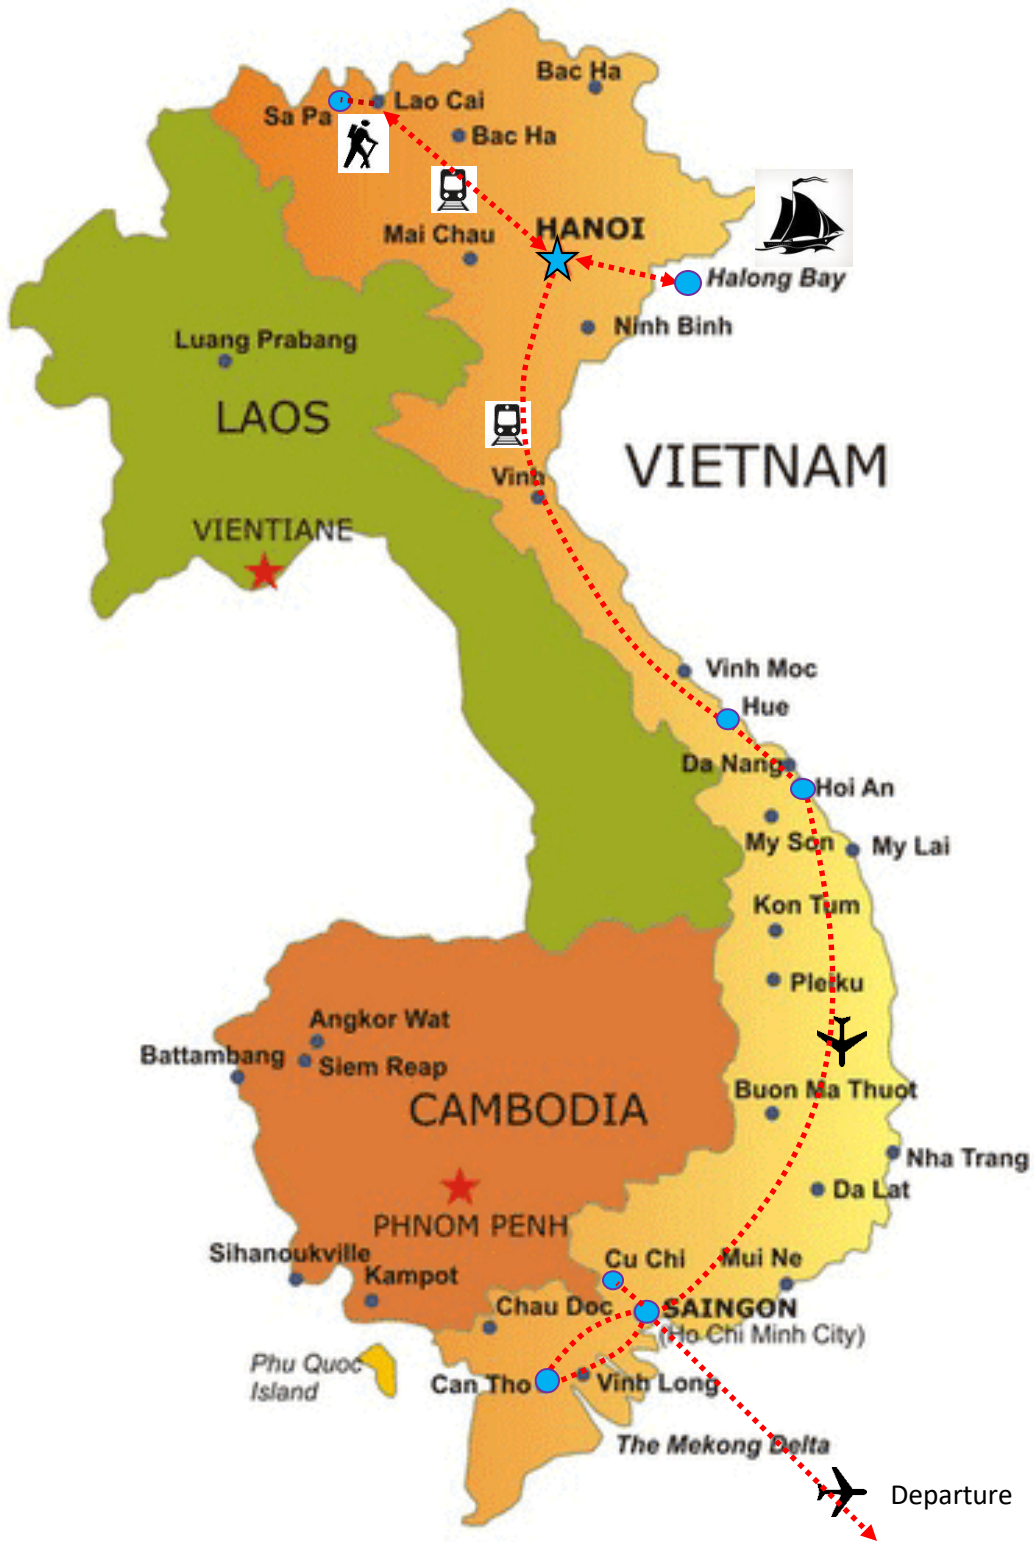 Bac Ha
Lao Cai
Sa Pa
Bac Ha
HANOI
Mai Chau
Halong Bay
Ninh Binh
Luang Prabang
LAOS
VIETNAM
Vinh
VIENTIANE
Vinh Moc
Hue
Da Nang
Hoi An
My Son
My Lai
Kon Tum
Pleiku
Angkor Wat
Battambang
Siem Reap
Buon Ma Thuot
CAMBODIA
Nha Trang
Da Lat
PHNOM PENH
Sihanoukville
Cu Chi
Mui Ne
Kampot
Chau Doc
SAINGON
(Ho Chi Minh City)
Phu Quoc
Island
Can Tho
Vinh Long
The Mekong Delta
Departure